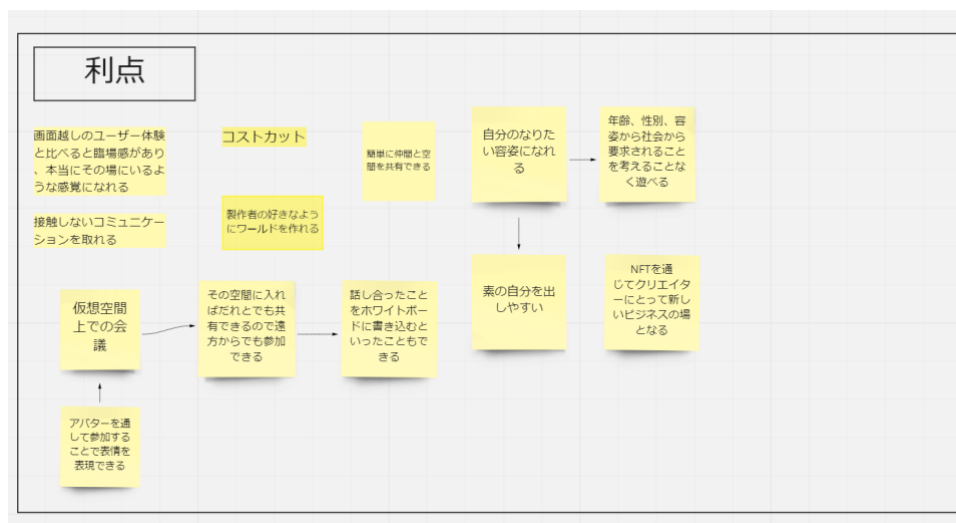 利点
画面越しのユーザー体験
と比べると臨場感があり
、本当にその場にいるよ
うな感覚になれる
接触しないコミュニケー
ションを取れる
コストカット
製作者の好きなよう
にワールドを作れる
簡単に仲間と空
間を共有できる
自分のなりた
い容姿になれ
る
年齢、性別、容
姿から社会から
要求されること
を考えることな
く遊べる
素の自分を出
しやすい
NFTを通
じてクリエイタ
ーにとって新し
いビジネスの場
となる
仮想空間
上での会
議
その空間に入れ
ばだれとでも共
有できるので遠
方からでも参加
できる
話し合ったこと
をホワイトボー
ドに書き込むと
いったこともで
きる
アバターを通
して参加する
ことで表情を
表現できる